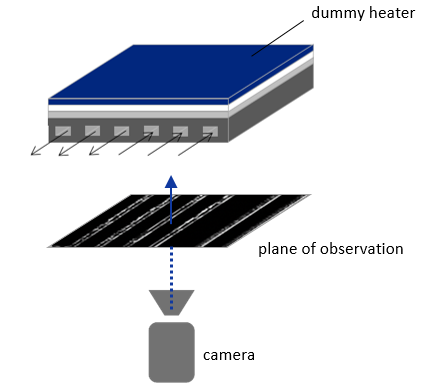 dummy heater
plane of observation
camera